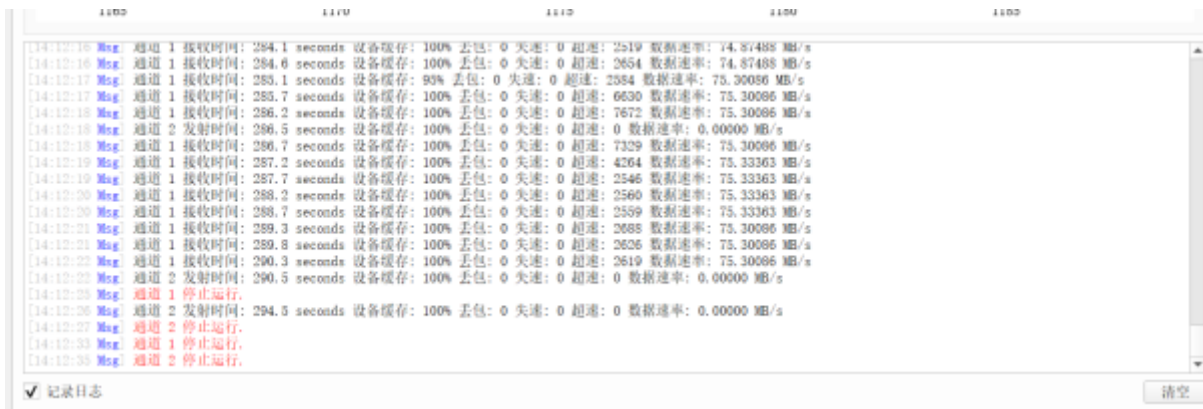 1165 1170 1175 1180 1185
[14:12:16 Msg] 通道 1 接收时间: 284.1 seconds 设备缓存: 100% 丢包: 0 失速: 0 超速: 2519 数据速率: 74.87488 MB/s
[14:12:16 Msg] 通道 1 接收时间: 284.6 seconds 设备缓存: 100% 丢包: 0 失速: 0 超速: 2654 数据速率: 74.87488 MB/s
[14:12:17 Msg] 通道 1 接收时间: 285.1 seconds 设备缓存: 95% 丢包: 0 失速: 0 超速: 2584 数据速率: 75.30086 MB/s
[14:12:17 Msg] 通道 1 接收时间: 285.7 seconds 设备缓存: 100% 丢包: 0 失速: 0 超速: 6630 数据速率: 75.30086 MB/s
[14:12:18 Msg] 通道 1 接收时间: 286.2 seconds 设备缓存: 100% 丢包: 0 失速: 0 超速: 7672 数据速率: 75.30086 MB/s
[14:12:18 Msg] 通道 2 发射时间: 286.5 seconds 设备缓存: 100% 丢包: 0 失速: 0 超速: 0 数据速率: 0.00000 MB/s
[14:12:18 Msg] 通道 1 接收时间: 286.7 seconds 设备缓存: 100% 丢包: 0 失速: 0 超速: 7329 数据速率: 75.30086 MB/s
[14:12:19 Msg] 通道 1 接收时间: 287.2 seconds 设备缓存: 100% 丢包: 0 失速: 0 超速: 4264 数据速率: 75.33363 MB/s
[14:12:19 Msg] 通道 1 接收时间: 287.7 seconds 设备缓存: 100% 丢包: 0 失速: 0 超速: 2546 数据速率: 75.33363 MB/s
[14:12:20 Msg] 通道 1 接收时间: 288.2 seconds 设备缓存: 100% 丢包: 0 失速: 0 超速: 2560 数据速率: 75.33363 MB/s
[14:12:20 Msg] 通道 1 接收时间: 288.7 seconds 设备缓存: 100% 丢包: 0 失速: 0 超速: 2559 数据速率: 75.33363 MB/s
[14:12:21 Msg] 通道 1 接收时间: 289.3 seconds 设备缓存: 100% 丢包: 0 失速: 0 超速: 2688 数据速率: 75.30086 MB/s
[14:12:21 Msg] 通道 1 接收时间: 289.8 seconds 设备缓存: 100% 丢包: 0 失速: 0 超速: 2626 数据速率: 75.30086 MB/s
[14:12:22 Msg] 通道 1 接收时间: 290.3 seconds 设备缓存: 100% 丢包: 0 失速: 0 超速: 2619 数据速率: 75.30086 MB/s
[14:12:22 Msg] 通道 2 发射时间: 290.5 seconds 设备缓存: 100% 丢包: 0 失速: 0 超速: 0 数据速率: 0.00000 MB/s
[14:12:25 Msg] 通道 1 停止运行.
[14:12:26 Msg] 通道 2 发射时间: 294.5 seconds 设备缓存: 100% 丢包: 0 失速: 0 超速: 0 数据速率: 0.00000 MB/s
[14:12:27 Msg] 通道 2 停止运行.
[14:12:33 Msg] 通道 1 停止运行.
[14:12:35 Msg] 通道 2 停止运行.
记录日志 清空